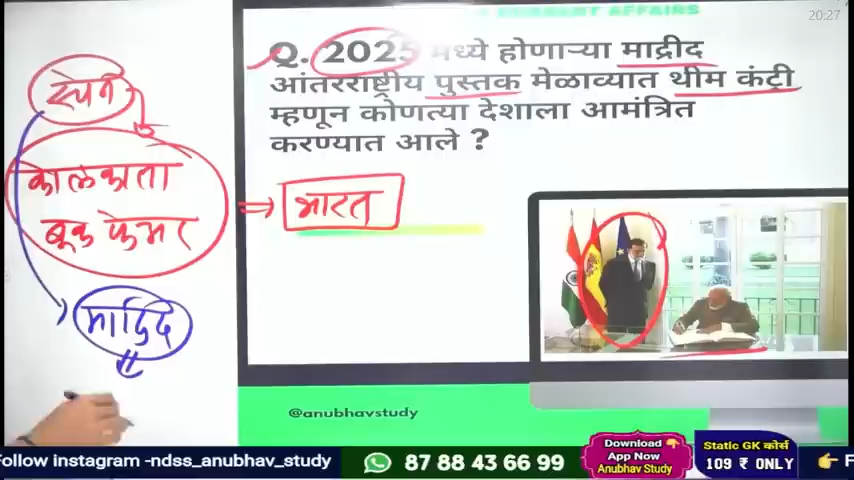 CURRENT AFFAIRS
20:27
Q. 2025 मध्ये होणाऱ्या माद्रीद
आंतरराष्ट्रीय पुस्तक मेळाव्यात थीम कंट्री
म्हणून कोणत्या देशाला आमंत्रित
करण्यात आले ?
स्पेन
कोलकाता
बूक फेअर
भारत
माद्रिद
@anubhavstudy
Follow instagram -ndss_anubhav_study
87 88 43 66 99
Download
App Now
Anubhav Study
Static GK कोर्स
109 ₹ ONLY
F